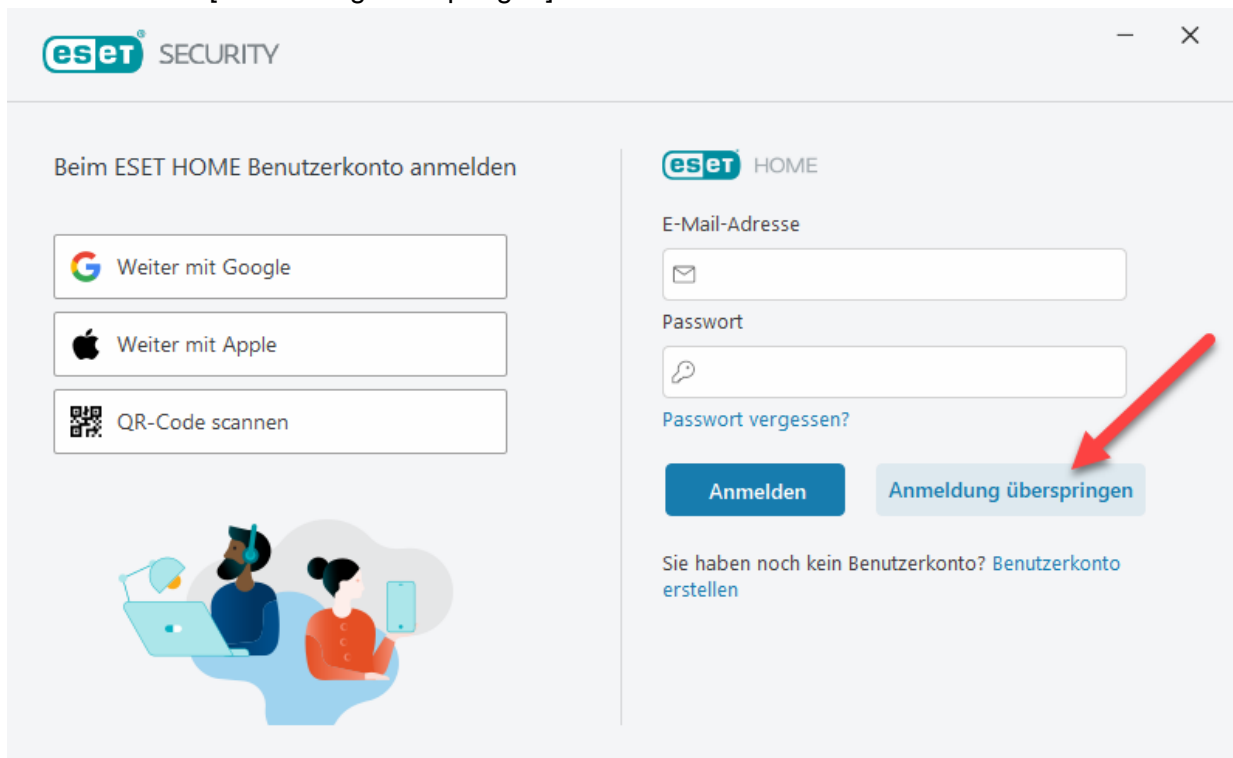 eset® SECURITY
Beim ESET HOME Benutzerkonto anmelden
Weiter mit Google
Weiter mit Apple
QR-Code scannen
eset HOME
E-Mail-Adresse
Passwort
Passwort vergessen?
Anmelden
Anmeldung überspringen
Sie haben noch kein Benutzerkonto? Benutzerkonto
erstellen